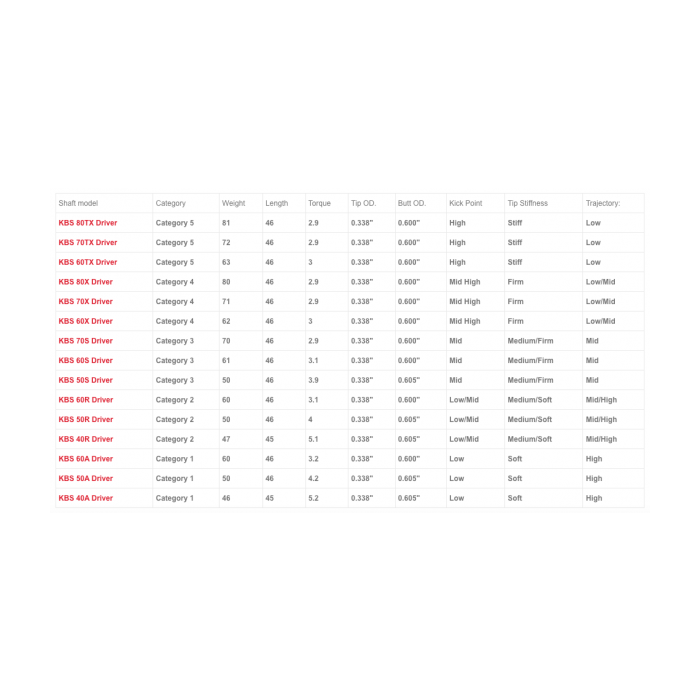 Shaft model Category Weight Length Torque Tip OD. Butt OD. Kick Point Tip Stiffness Trajectory:
KBS 80TX Driver Category 5 81 46 2.9 0.338" 0.600" High Stiff Low
KBS 70TX Driver Category 5 72 46 2.9 0.338" 0.600" High Stiff Low
KBS 60TX Driver Category 5 63 46 3 0.338" 0.600" High Stiff Low
KBS 80X Driver Category 4 80 46 2.9 0.338" 0.600" Mid High Firm Low/Mid
KBS 70X Driver Category 4 71 46 2.9 0.338" 0.600" Mid High Firm Low/Mid
KBS 60X Driver Category 4 62 46 3 0.338" 0.600" Mid High Firm Low/Mid
KBS 70S Driver Category 3 70 46 2.9 0.338" 0.600" Mid Medium/Firm Mid
KBS 60S Driver Category 3 61 46 3.1 0.338" 0.600" Mid Medium/Firm Mid
KBS 50S Driver Category 3 50 46 3.9 0.338" 0.605" Mid Medium/Firm Mid
KBS 60R Driver Category 2 60 46 3.1 0.338" 0.600" Low/Mid Medium/Soft Mid/High
KBS 50R Driver Category 2 50 46 4 0.338" 0.605" Low/Mid Medium/Soft Mid/High
KBS 40R Driver Category 2 47 45 5.1 0.338" 0.605" Low/Mid Medium/Soft Mid/High
KBS 60A Driver Category 1 60 46 3.2 0.338" 0.600" Low Soft High
KBS 50A Driver Category 1 50 46 4.2 0.338" 0.605" Low Soft High
KBS 40A Driver Category 1 46 45 5.2 0.338" 0.605" Low Soft High